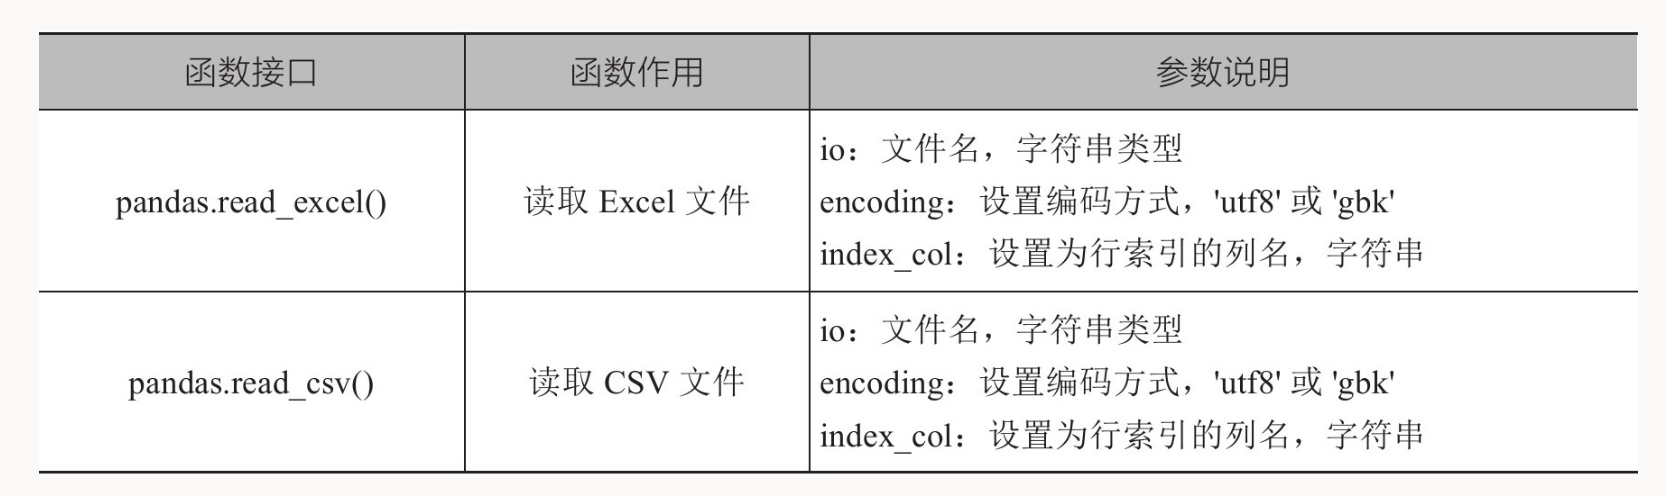 函数接口 函数作用 参数说明
pandas.read_excel() 读取 Excel 文件
io：文件名，字符串类型
encoding：设置编码方式，'utf8' 或 'gbk'
index_col：设置为行索引的列名，字符串
pandas.read_csv() 读取 CSV 文件
io：文件名，字符串类型
encoding：设置编码方式，'utf8' 或 'gbk'
index_col：设置为行索引的列名，字符串